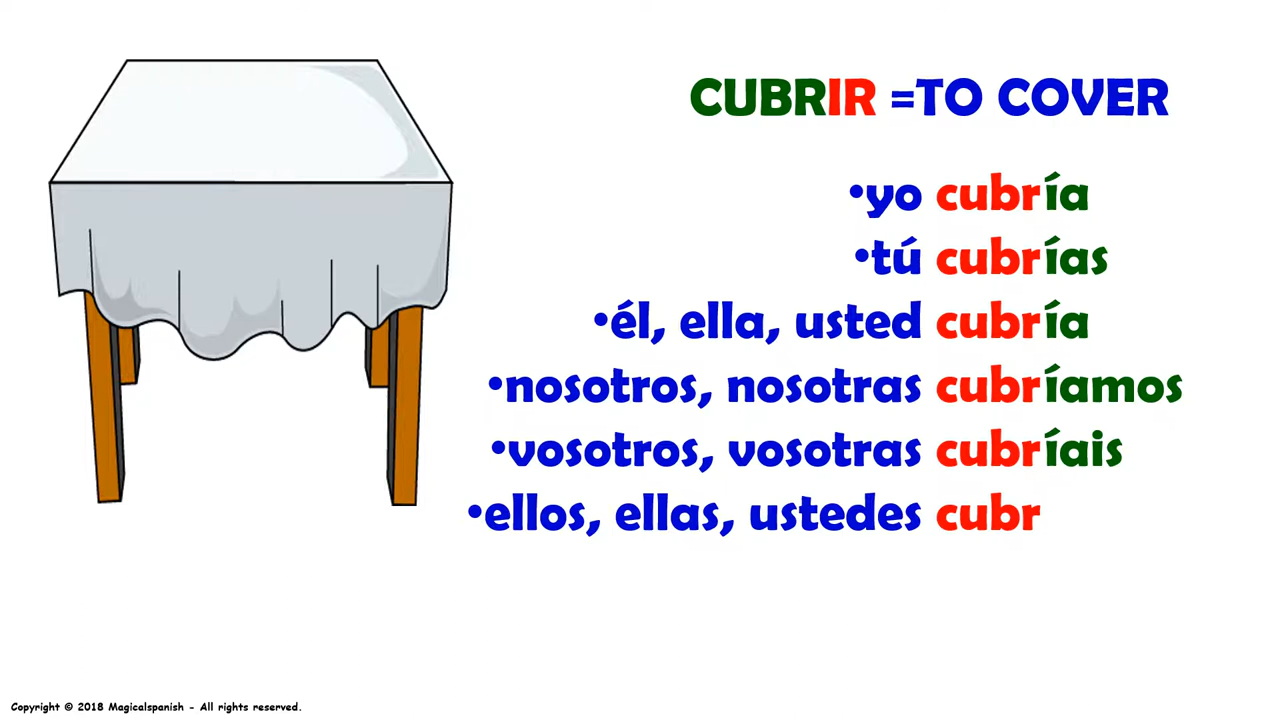 CUBRIR =TO COVER
•yo cubría
•tú cubrías
•él, ella, usted cubría
•nosotros, nosotras cubríamos
•vosotros, vosotras cubríais
•ellos, ellas, ustedes cubr
Copyright © 2018 Magicalspanish - All rights reserved.